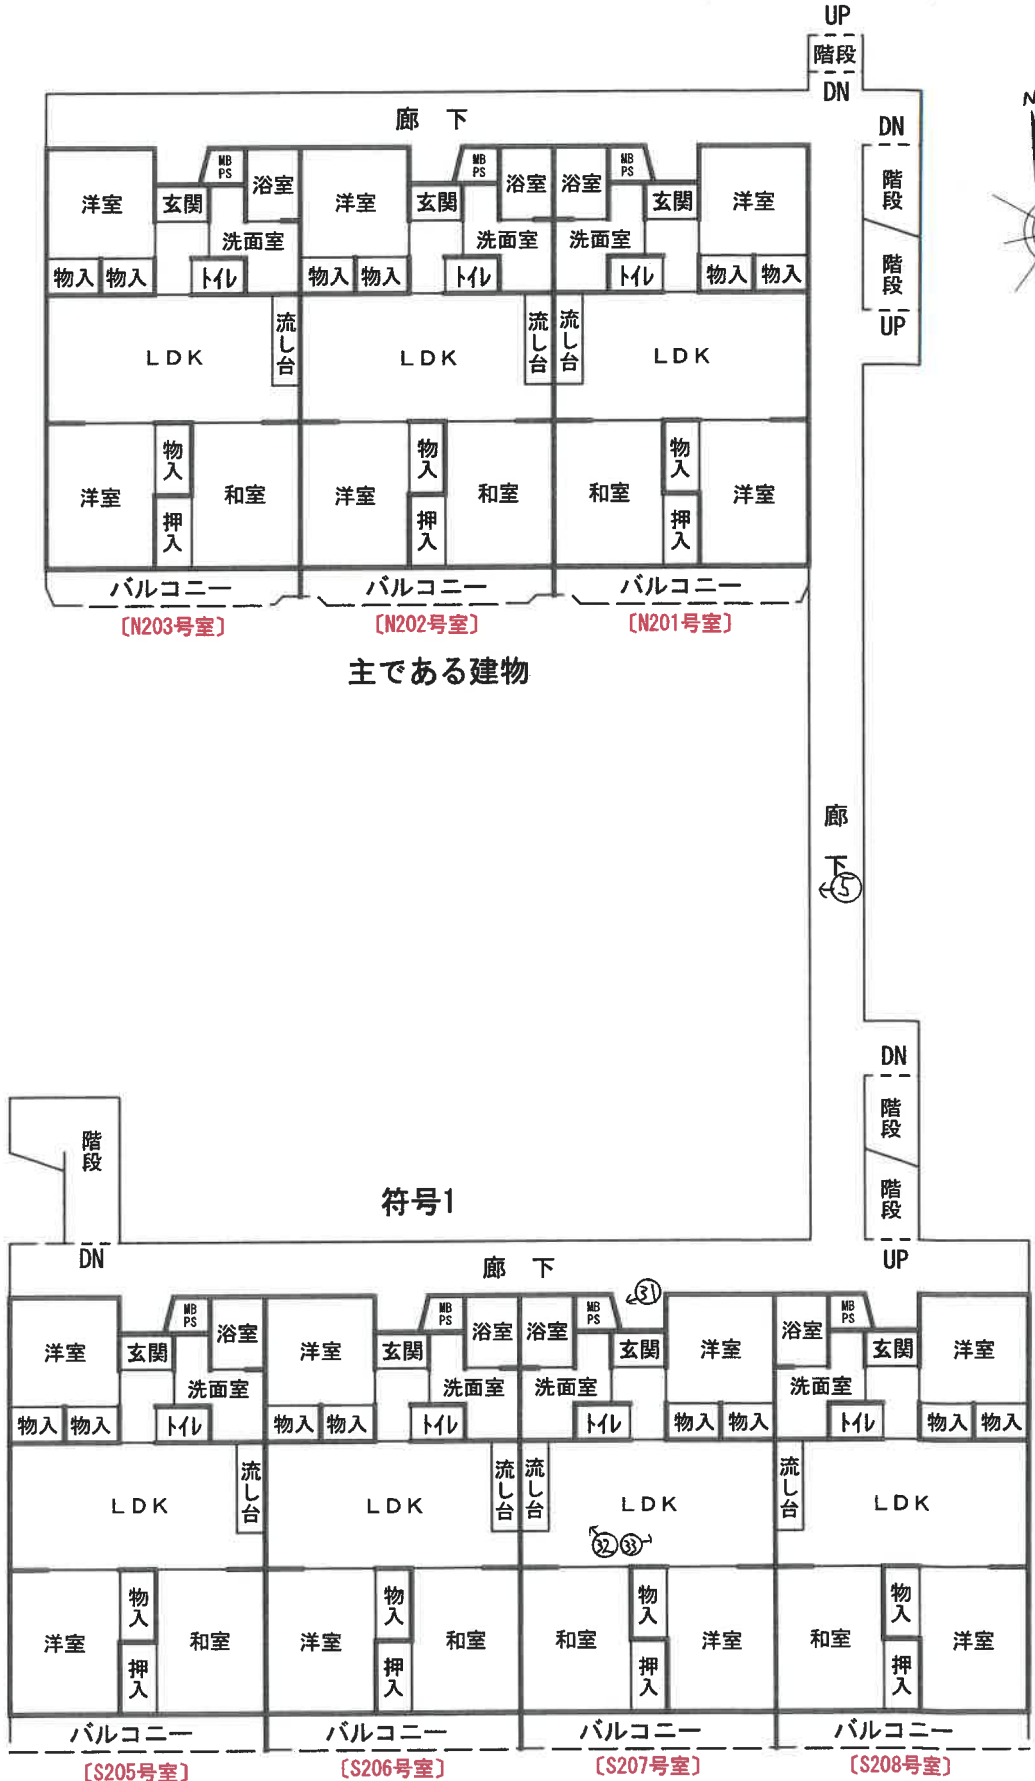 UP
階段
DN
N
廊 下
DN
階段
階段
UP
洋室 玄関 MB PS 浴室 洗面室 物入 物入 トイレ
洋室 玄関 MB PS 浴室 洗面室 物入 物入 トイレ
浴室 MB PS 玄関 洋室 洗面室 トイレ 物入 物入
LDK 流し台 LDK 流し台 流し台 LDK
洋室 物入 押入 和室
洋室 物入 押入 和室
和室 物入 押入 洋室
バルコニー バルコニー バルコニー
〔N203号室〕 〔N202号室〕 〔N201号室〕
主である建物
廊下
⑤
DN
階段
階段
UP
階段
DN
符号1
廊 下
㉛
洋室 玄関 MB PS 浴室 洗面室 物入 物入 トイレ
洋室 玄関 MB PS 浴室 洗面室 物入 物入 トイレ
浴室 MB PS 玄関 洋室 洗面室 トイレ 物入 物入
浴室 MB PS 玄関 洋室 洗面室 トイレ 物入 物入
LDK 流し台 LDK 流し台 流し台 LDK 流し台 LDK
㉜ ㉝
洋室 物入 押入 和室
洋室 物入 押入 和室
和室 物入 押入 洋室
和室 物入 押入 洋室
バルコニー バルコニー バルコニー バルコニー
〔S205号室〕 〔S206号室〕 〔S207号室〕 〔S208号室〕